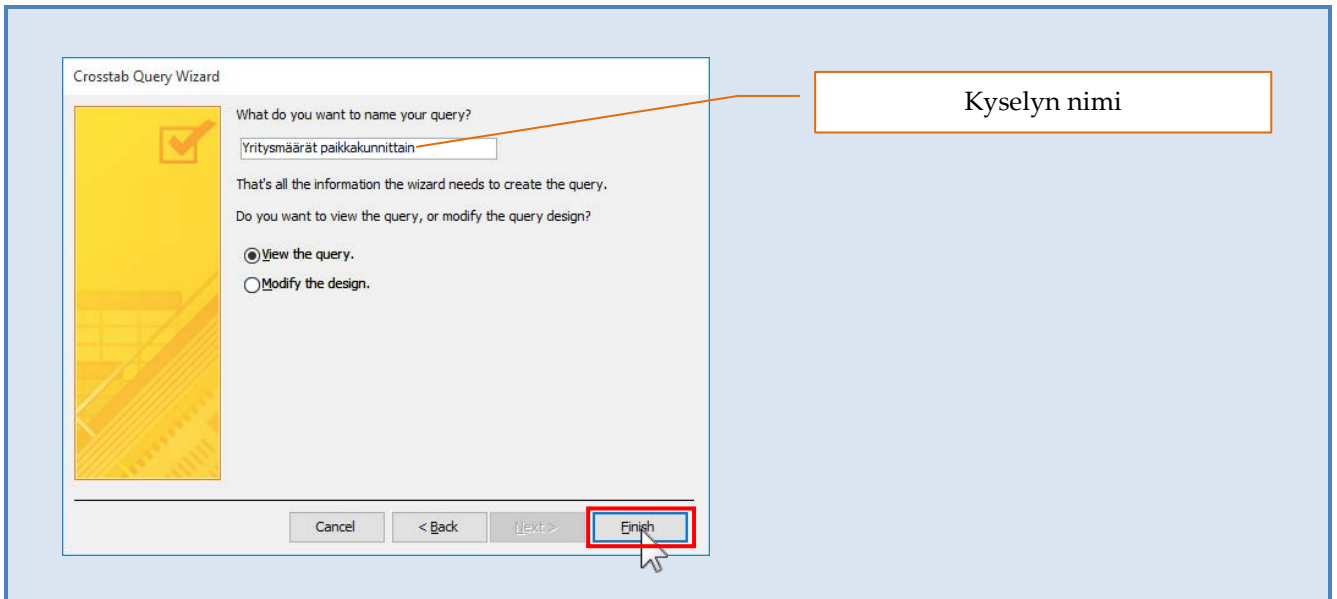 Crosstab Query Wizard
What do you want to name your query?
Yritysmäärät paikkakunnittain
That's all the information the wizard needs to create the query.
Do you want to view the query, or modify the query design?
View the query.
Modify the design.
Cancel
< Back
Next >
Finish
Kyselyn nimi